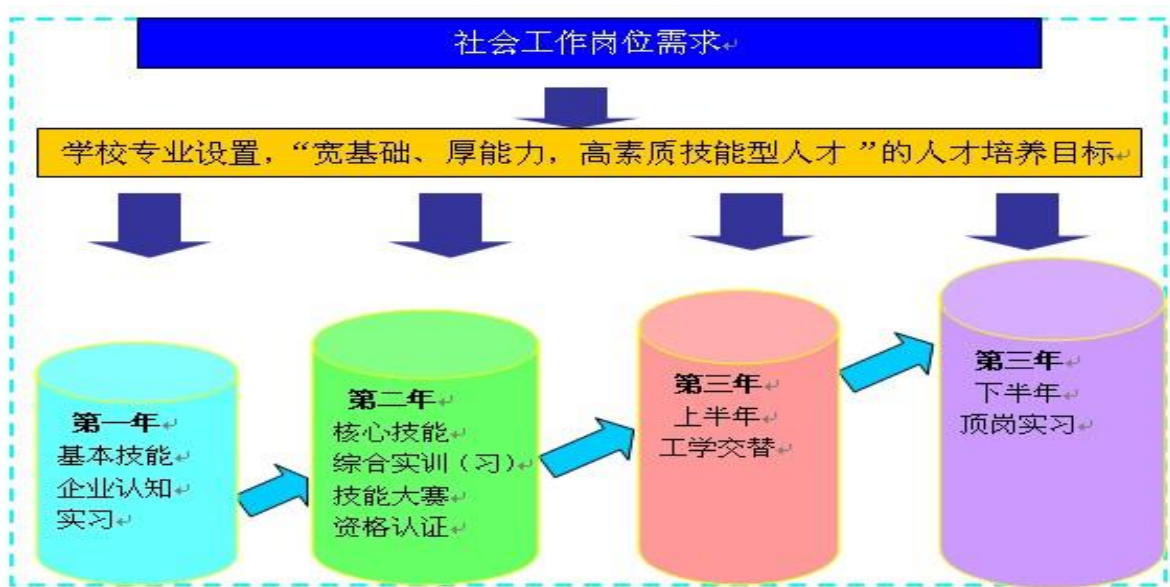 社会工作岗位需求
学校专业设置，“宽基础、厚能力，高素质技能型人才 ”的人才培养目标
第一年
基本技能
企业认知
实习
第二年
核心技能
综合实训（习）
技能大赛
资格认证
第三年
上半年
工学交替
第三年
下半年
顶岗实习